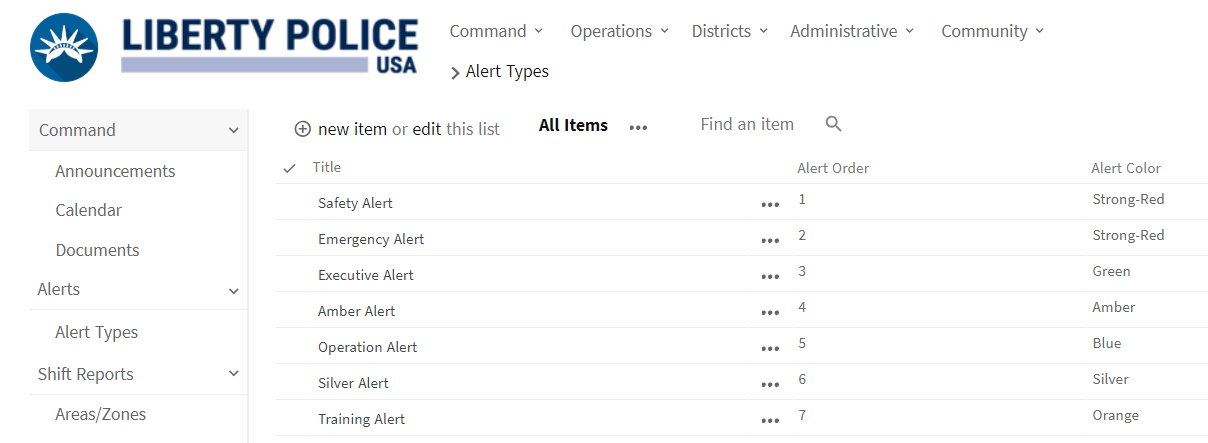 LIBERTY POLICE
USA
Command Operations Districts Administrative Community
Alert Types
Command
Announcements
Calendar
Documents
Alerts
Alert Types
Shift Reports
Areas/Zones
new item or edit this list All Items ••• Find an item
Title Alert Order Alert Color
Safety Alert ••• 1 Strong-Red
Emergency Alert ••• 2 Strong-Red
Executive Alert ••• 3 Green
Amber Alert ••• 4 Amber
Operation Alert ••• 5 Blue
Silver Alert ••• 6 Silver
Training Alert ••• 7 Orange